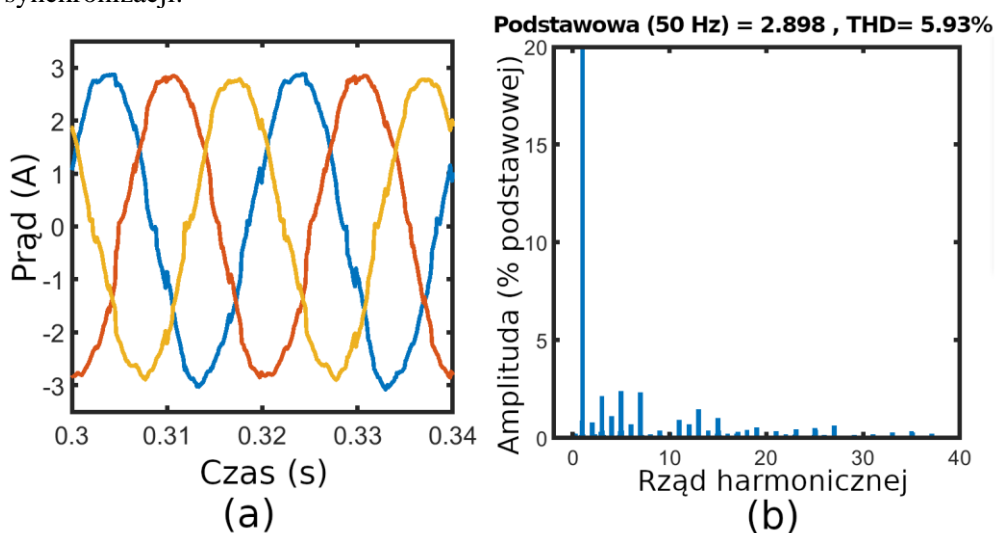 synchronizacji.
Podstawowa (50 Hz) = 2.898 , THD= 5.93%
3
2
1
0
-1
-2
-3
Prąd (A)
0.3
0.31
0.32
0.33
0.34
Czas (s)
(a)
20
15
10
5
0
Amplituda (% podstawowej)
0
10
20
30
40
Rząd harmonicznej
(b)